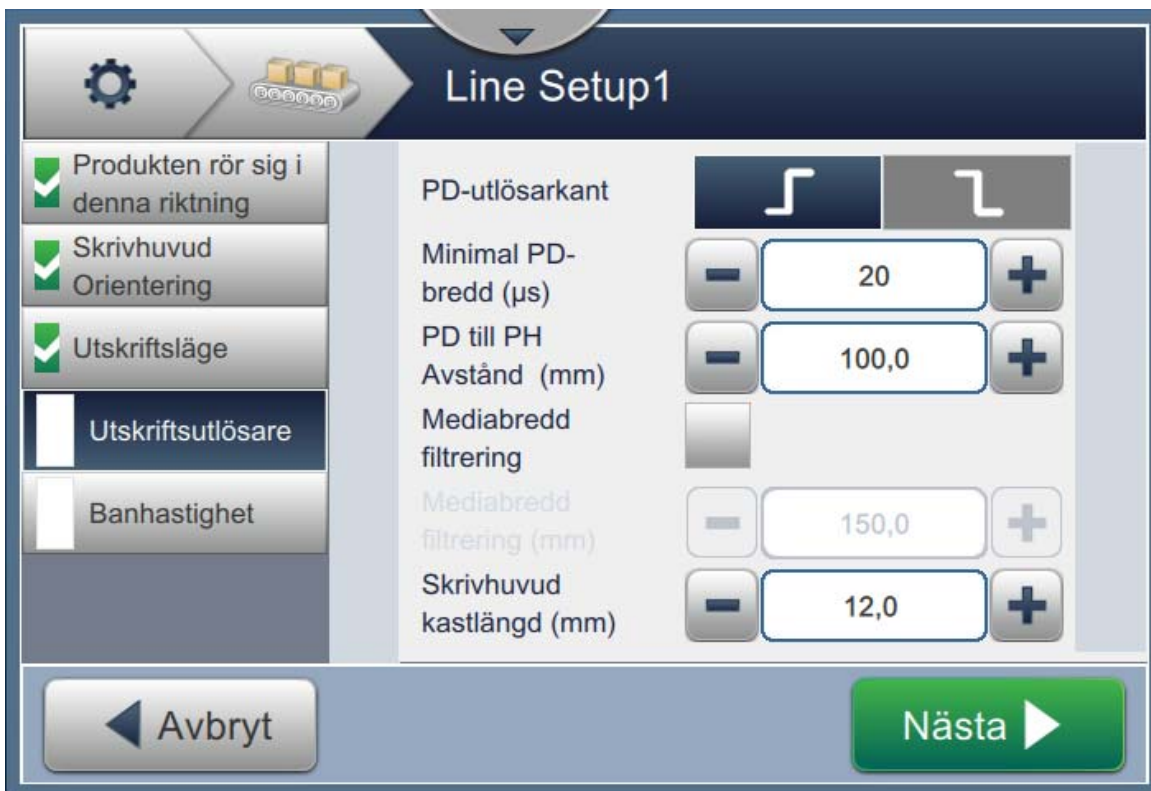 Line Setup1
Produkten rör sig i
denna riktning
Skrivhuvud
Orientering
Utskriftsläge
Utskriftsutlösare
Banhastighet
PD-utlösarkant
Minimal PD-
bredd (µs)
20
PD till PH
Avstånd (mm)
100,0
Mediabredd
filtrering
Mediabredd
filtrering (mm)
150,0
Skrivhuvud
kastlängd (mm)
12,0
Avbryt
Nästa